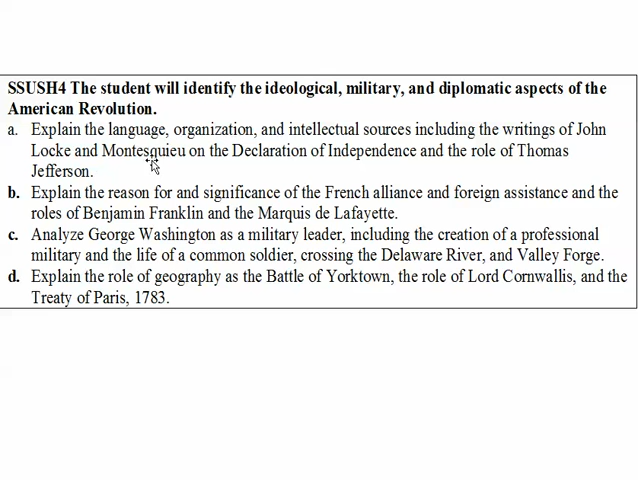 SSUSH4 The student will identify the ideological, military, and diplomatic aspects of the
American Revolution.
a. Explain the language, organization, and intellectual sources including the writings of John
Locke and Montesquieu on the Declaration of Independence and the role of Thomas
Jefferson.
b. Explain the reason for and significance of the French alliance and foreign assistance and the
roles of Benjamin Franklin and the Marquis de Lafayette.
c. Analyze George Washington as a military leader, including the creation of a professional
military and the life of a common soldier, crossing the Delaware River, and Valley Forge.
d. Explain the role of geography as the Battle of Yorktown, the role of Lord Cornwallis, and the
Treaty of Paris, 1783.